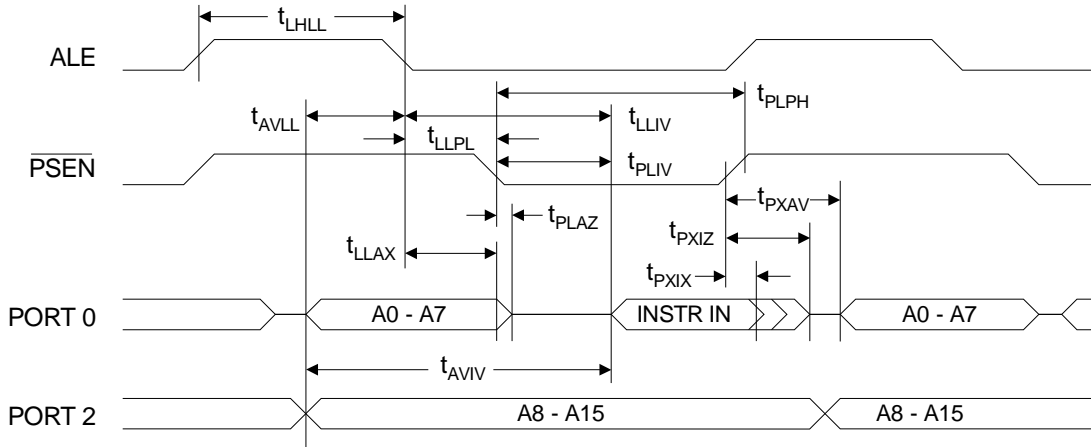 tLHLL
ALE
tPLPH
tAVLL
tLLIV
tLLPL
PSEN
tPLIV
tPXAV
tPLAZ
tPXIZ
tLLAX
tPXIX
PORT 0
A0 - A7
INSTR IN
A0 - A7
tAVIV
PORT 2
A8 - A15
A8 - A15